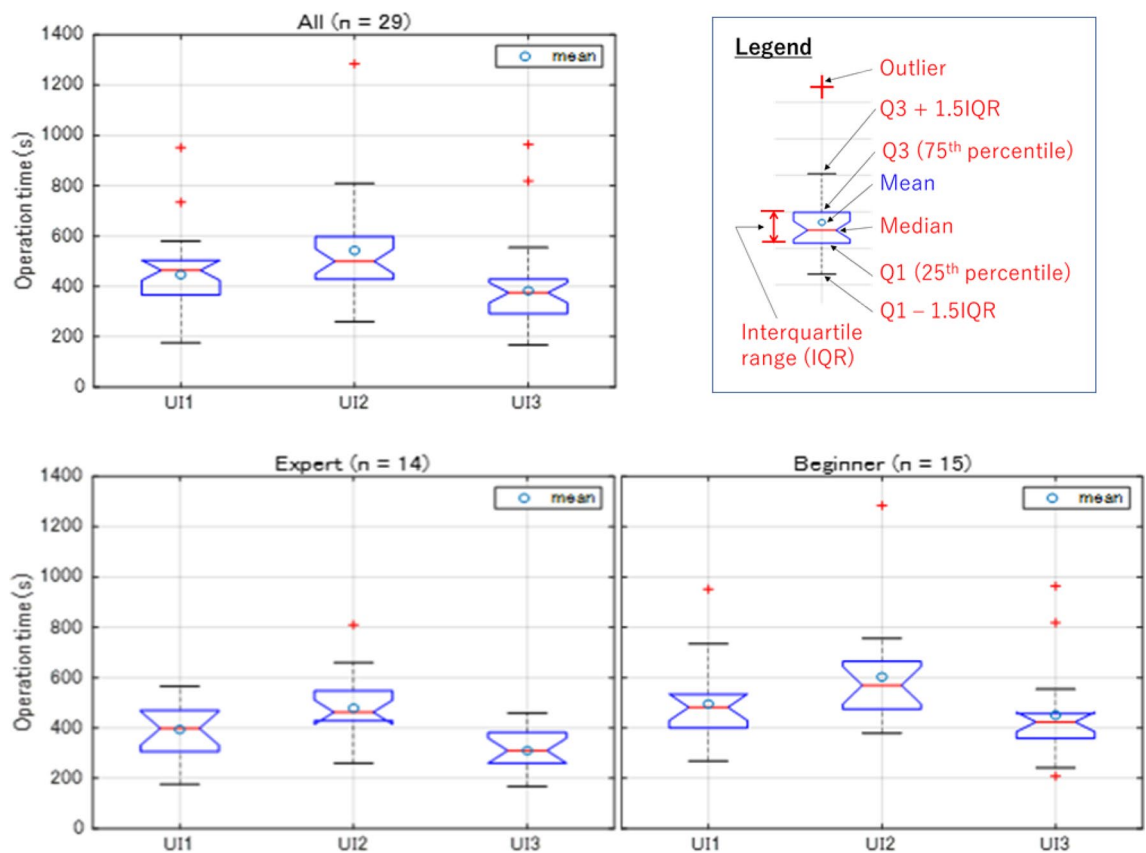 All (n = 29)
1400
1200
1000
800
600
400
200
0
Operation time(s)
mean
UI1
UI2
UI3
Legend
Outlier
Q3 + 1.5IQR
Q3 (75th percentile)
Mean
Median
Q1 (25th percentile)
Q1 – 1.5IQR
Interquartile
range (IQR)
Expert (n = 14)
1400
1200
1000
800
600
400
200
0
Operation time(s)
mean
UI1
UI2
UI3
Beginner (n = 15)
mean
UI1
UI2
UI3